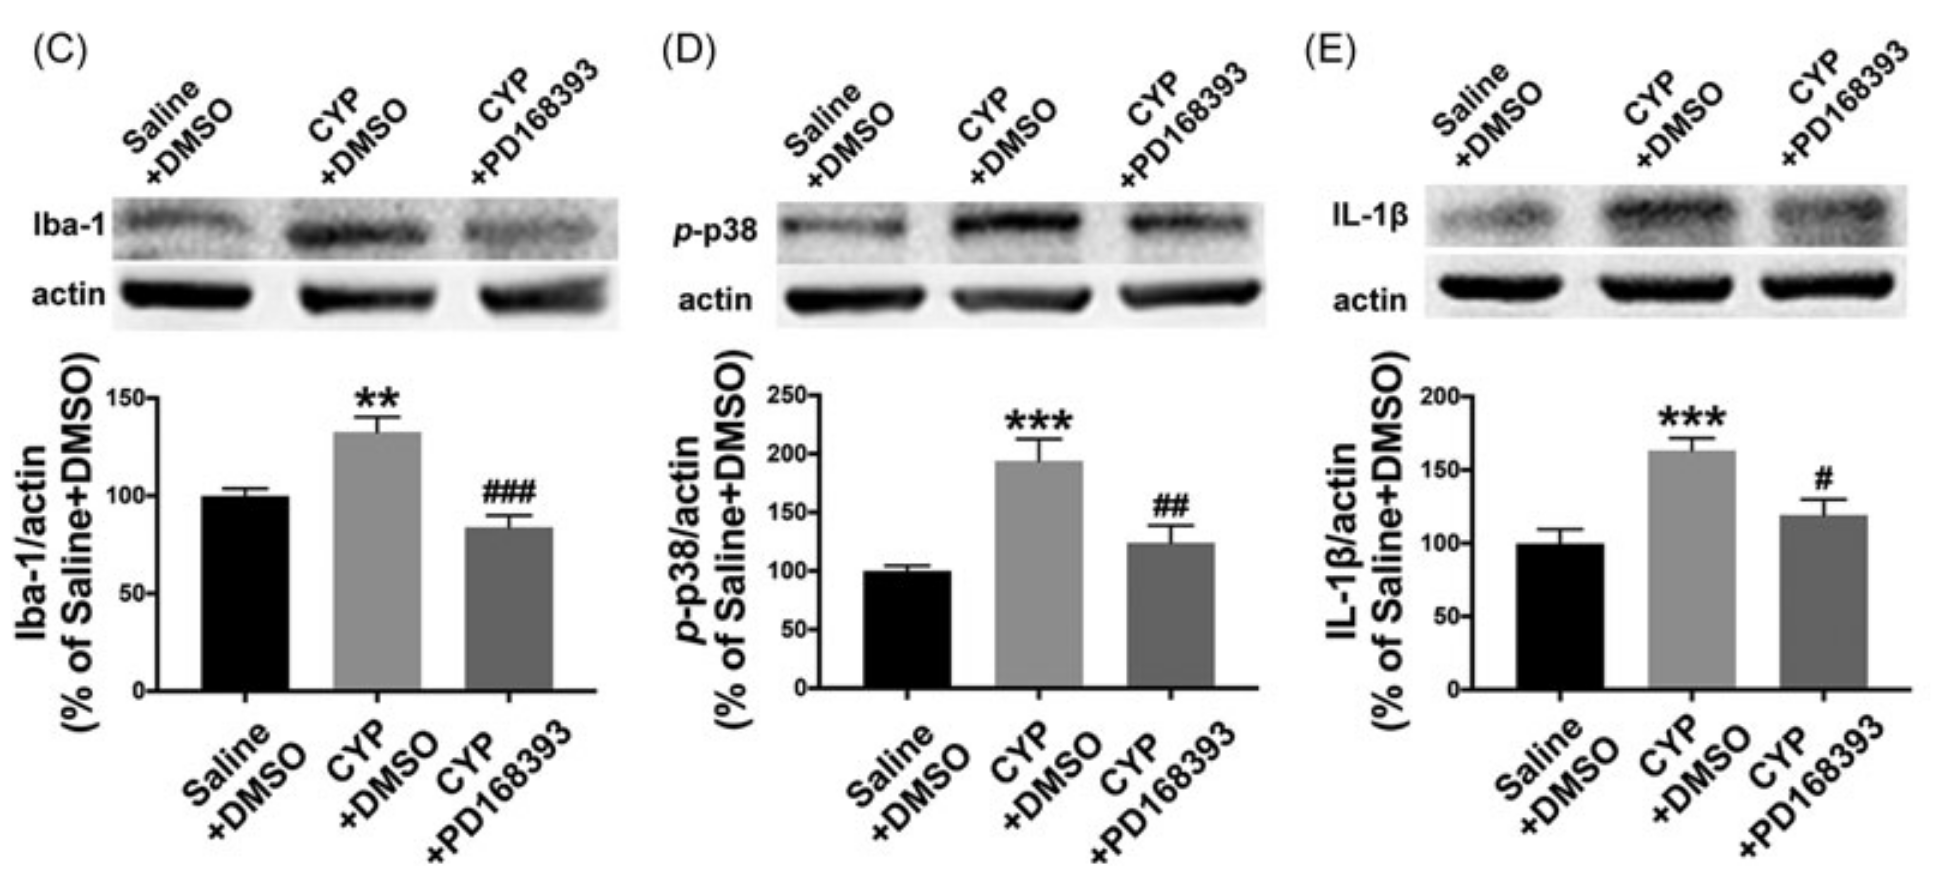 (C)
Saline
+DMSO
CYP
+DMSO
CYP
+PD168393
Iba-1
actin
Iba-1/actin
(% of Saline+DMSO)
150
100
50
0
**
###
Saline
+DMSO
CYP
+DMSO
CYP
+PD168393
(D)
Saline
+DMSO
CYP
+DMSO
CYP
+PD168393
p-p38
actin
p-p38/actin
(% of Saline+DMSO)
250
200
150
100
50
0
***
##
Saline
+DMSO
CYP
+DMSO
CYP
+PD168393
(E)
Saline
+DMSO
CYP
+DMSO
CYP
+PD168393
IL-1β
actin
IL-1β/actin
(% of Saline+DMSO)
200
150
100
50
0
***
#
Saline
+DMSO
CYP
+DMSO
CYP
+PD168393